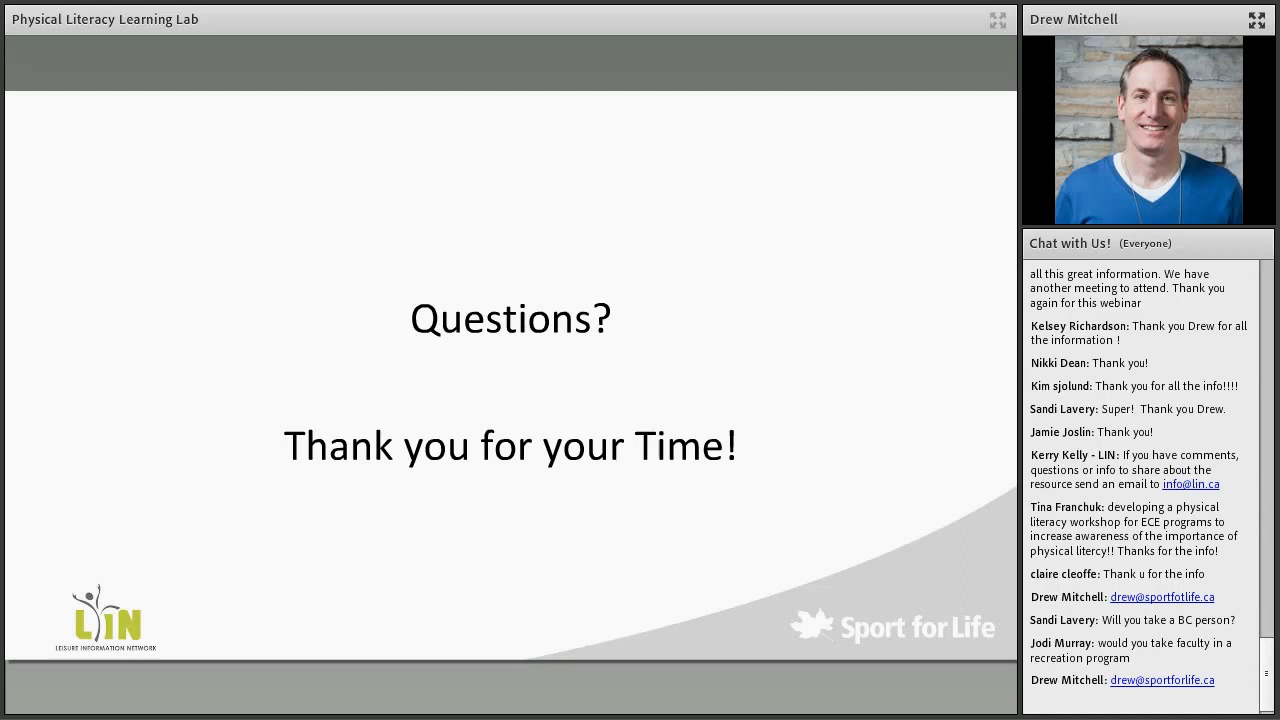 Physical Literacy Learning Lab
Questions?
Thank you for your Time!
LIN
LEISURE INFORMATION NETWORK
Sport for Life
Drew Mitchell
Chat with Us! (Everyone)
all this great information. We have
another meeting to attend. Thank you
again for this webinar
Kelsey Richardson: Thank you Drew for all
the information !
Nikki Dean: Thank you!
Kim sjolund: Thank you for all the info!!!!
Sandi Lavery: Super! Thank you Drew.
Jamie Joslin: Thank you!
Kerry Kelly - LIN: If you have comments,
questions or info to share about the
resource send an email to info@lin.ca
Tina Franchuk: developing a physical
literacy workshop for ECE programs to
increase awareness of the importance of
physical litercy!! Thanks for the info!
claire cleoffe: Thank u for the info
Drew Mitchell: drew@sportfotlife.ca
Sandi Lavery: Will you take a BC person?
Jodi Murray: would you take faculty in a
recreation program
Drew Mitchell: drew@sportforlife.ca